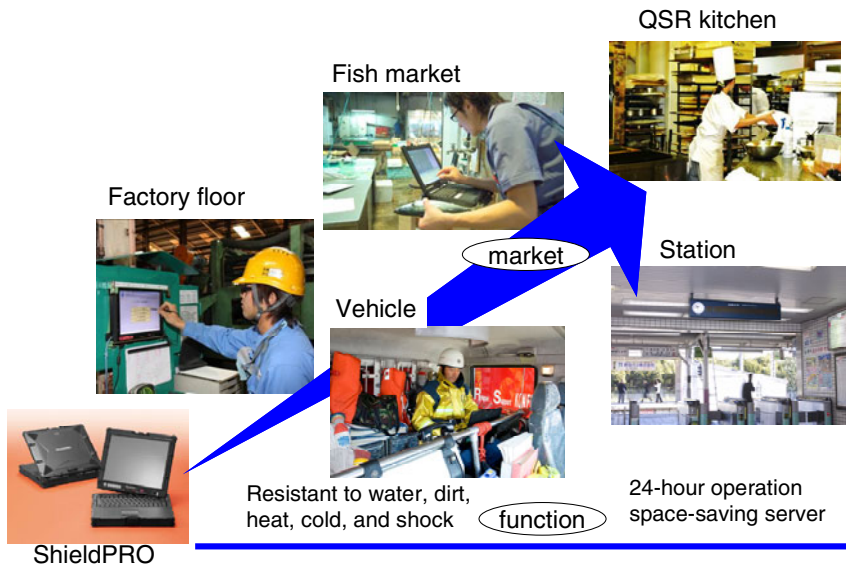 QSR kitchen
Fish market
Factory floor
market
Station
Vehicle
Resistant to water, dirt,
heat, cold, and shock
function
24-hour operation
space-saving server
ShieldPRO